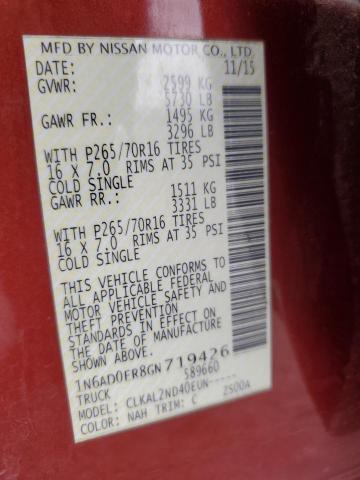 MFD BY NISSAN MOTOR CO., LTD.
DATE: 11/15
GVWR: 2599 KG
5730 LB
GAWR FR.: 1495 KG
3296 LB
WITH P265/70R16 TIRES
16 X 7.0 RIMS AT 35 PSI
COLD SINGLE
GAWR RR.: 1511 KG
3331 LB
WITH P265/70R16 TIRES
16 X 7.0 RIMS AT 35 PSI
COLD SINGLE
THIS VEHICLE CONFORMS TO
ALL APPLICABLE FEDERAL
MOTOR VEHICLE SAFETY AND
THEFT PREVENTION
STANDARDS IN EFFECT ON
THE DATE OF MANUFACTURE
SHOWN ABOVE.
1N6AD0ER8GN719426
TRUCK 589660
MODEL: CLKAL2ND40EUN-----
COLOR: NAH TRIM: C 2S00A